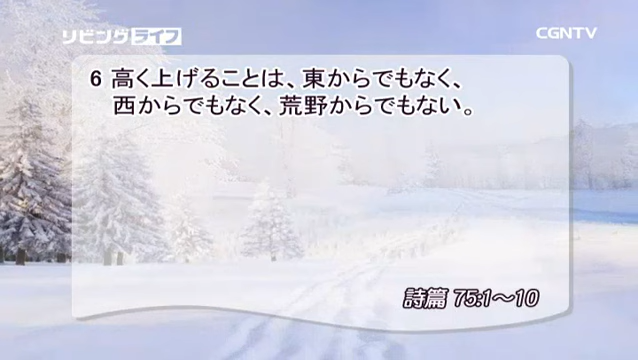 リビングライフ
CGNTV
6 高く上げることは、東からでもなく、
西からでもなく、荒野からでもない。
詩篇 75:1～10